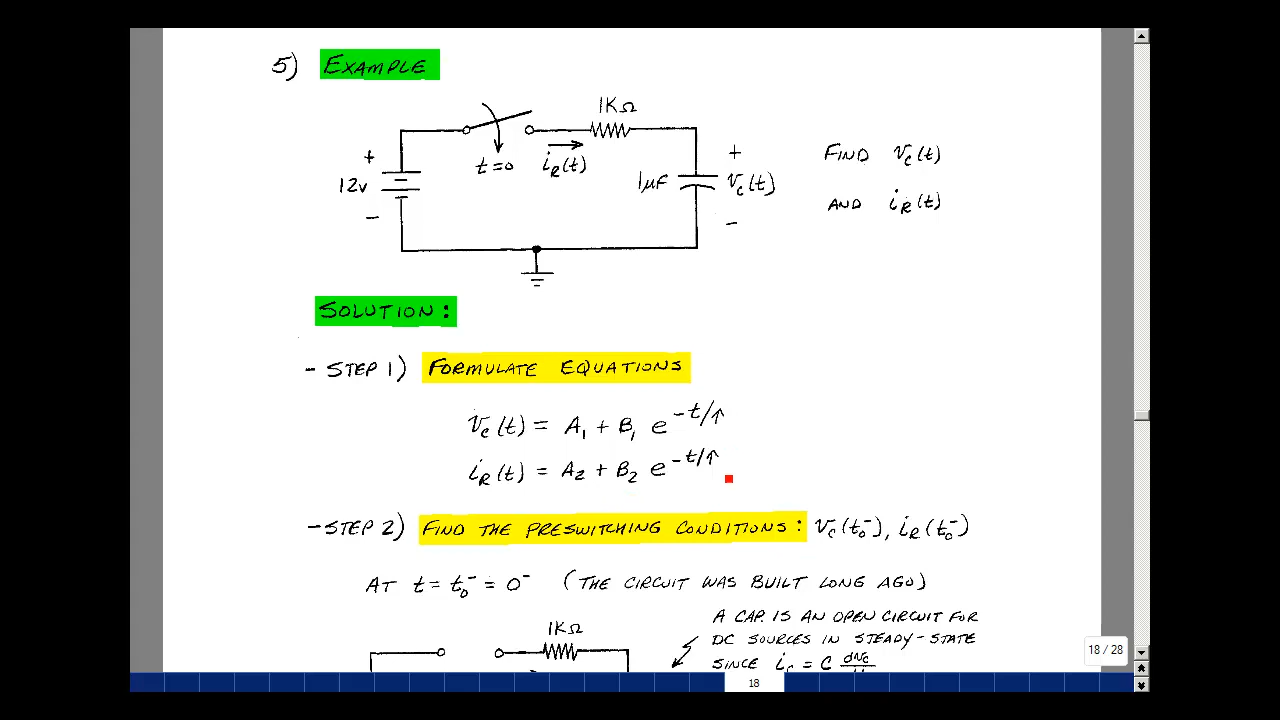 5) EXAMPLE
1KΩ
+
12V
-
t=0
iR(t)
1μF
+
vc(t)
-
FIND vc(t)
AND iR(t)
SOLUTION:
- STEP 1) FORMULATE EQUATIONS
vc(t) = A1 + B1 e^-t/τ
iR(t) = A2 + B2 e^-t/τ
- STEP 2) FIND THE PRESWITCHING CONDITIONS: vc(t0-), iR(t0-)
AT t = t0- = 0- (THE CIRCUIT WAS BUILT LONG AGO)
1KΩ
A CAP. IS AN OPEN CIRCUIT FOR
DC SOURCES IN STEADY-STATE
SINCE ic = C dvc
18 / 28
18